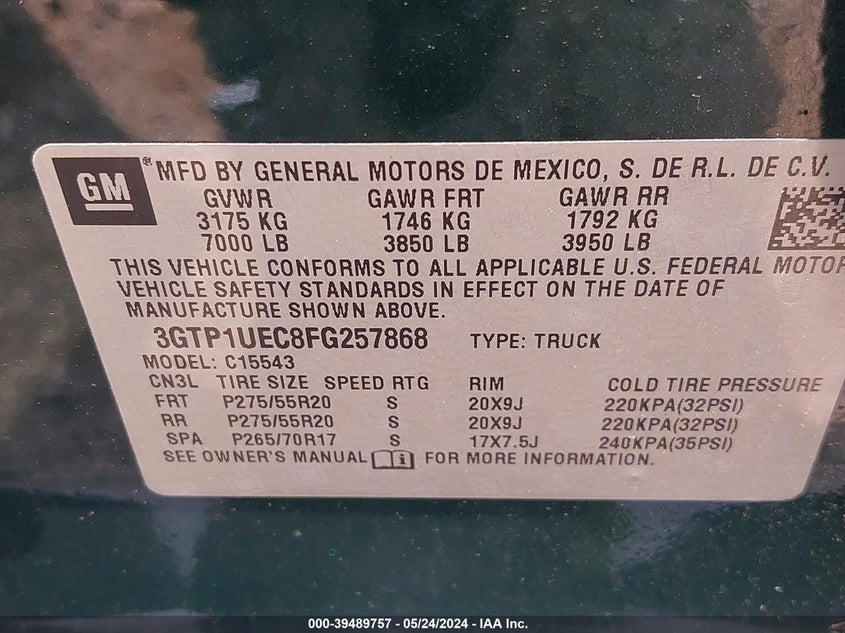 GM ® MFD BY GENERAL MOTORS DE MEXICO, S. DE R.L. DE C.V.
GVWR GAWR FRT GAWR RR
3175 KG 1746 KG 1792 KG
7000 LB 3850 LB 3950 LB
THIS VEHICLE CONFORMS TO ALL APPLICABLE U.S. FEDERAL MOTOR
VEHICLE SAFETY STANDARDS IN EFFECT ON THE DATE OF
MANUFACTURE SHOWN ABOVE.
3GTP1UEC8FG257868 TYPE: TRUCK
MODEL: C15543
CN3L TIRE SIZE SPEED RTG RIM COLD TIRE PRESSURE
FRT P275/55R20 S 20X9J 220KPA(32PSI)
RR P275/55R20 S 20X9J 220KPA(32PSI)
SPA P265/70R17 S 17X7.5J 240KPA(35PSI)
SEE OWNER'S MANUAL FOR MORE INFORMATION.
000-39489757 - 05/24/2024 - IAA Inc.